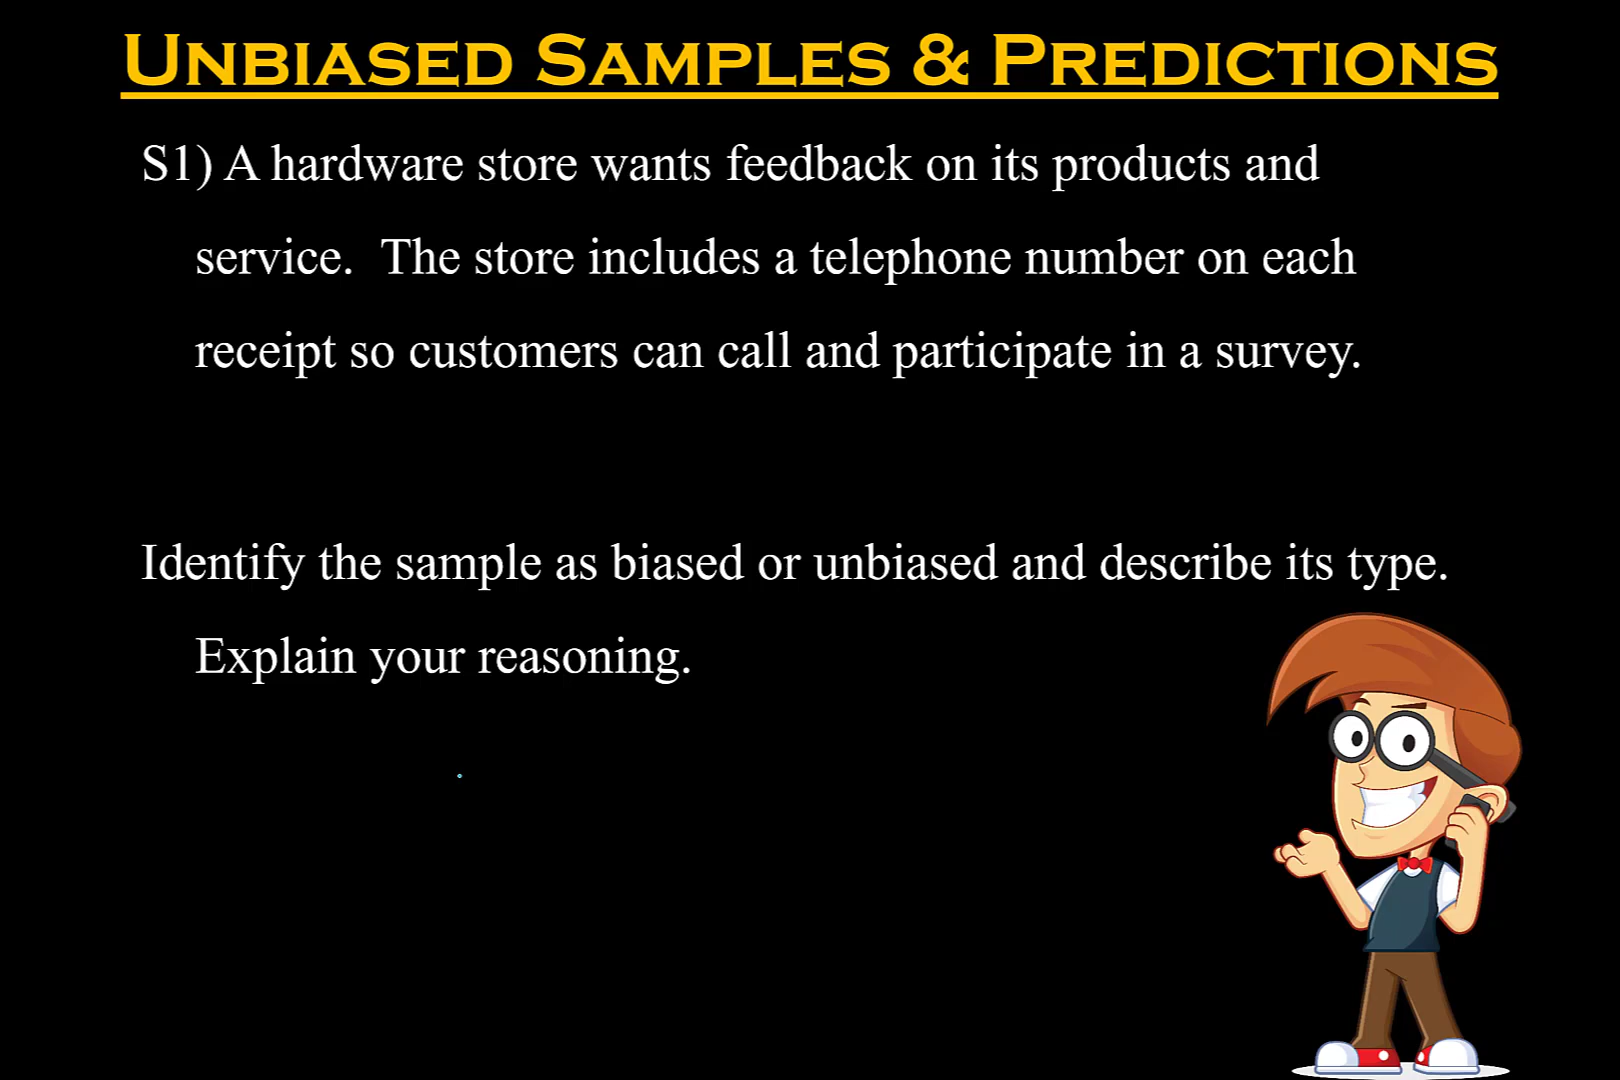 UNBIASED SAMPLES & PREDICTIONS
S1) A hardware store wants feedback on its products and
service. The store includes a telephone number on each
receipt so customers can call and participate in a survey.
Identify the sample as biased or unbiased and describe its type.
Explain your reasoning.